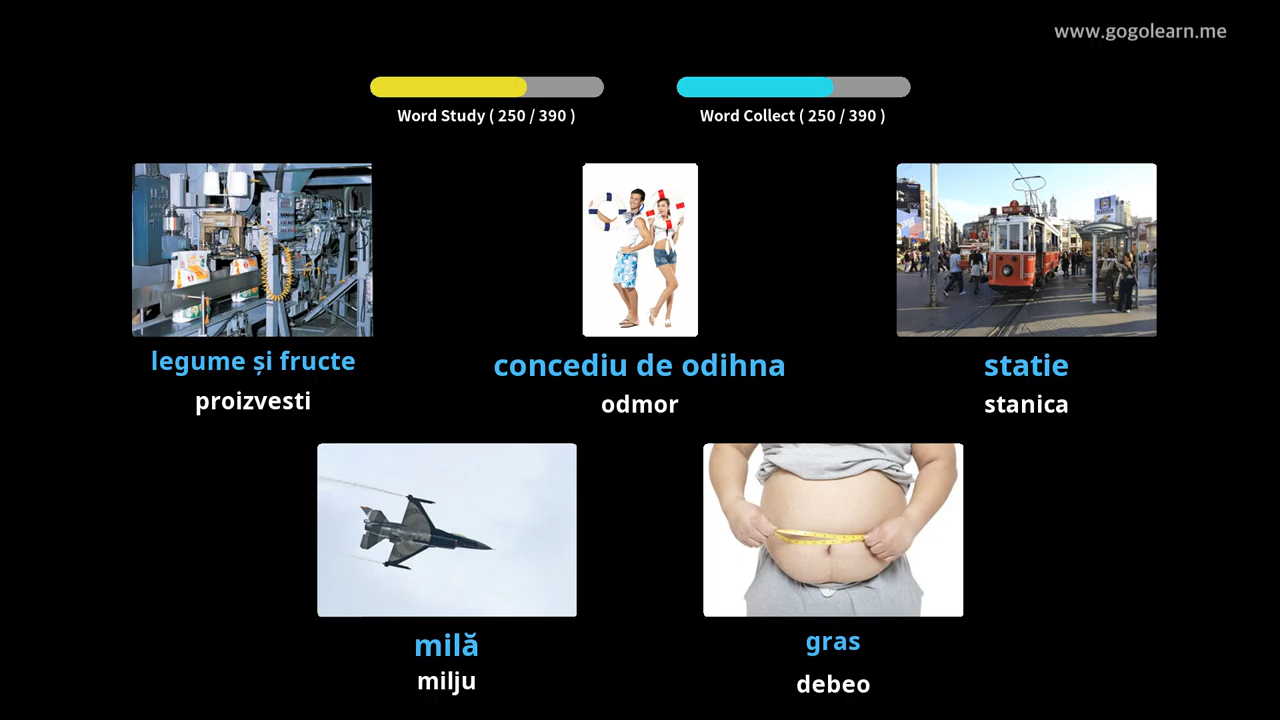 www.gogolearn.me
Word Study ( 250 / 390 )
Word Collect ( 250 / 390 )
legume și fructe
proizvesti
concediu de odihna
odmor
statie
stanica
milă
milju
gras
debeo